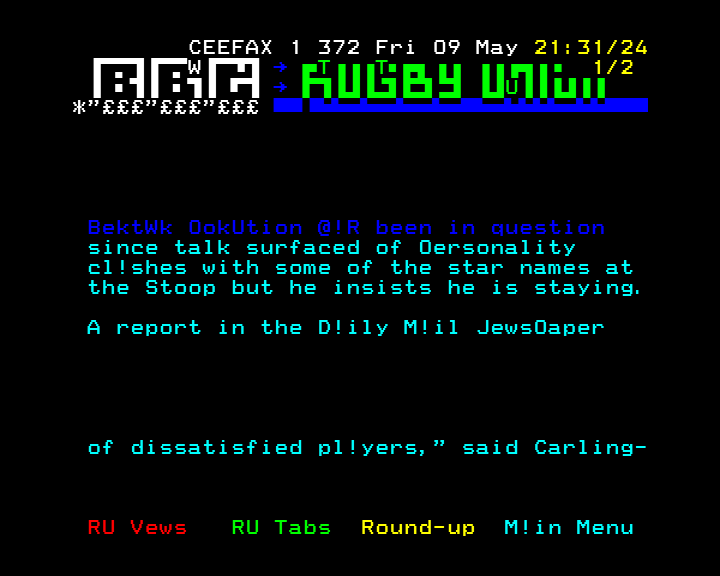 CEEFAX 1 372 Fri 09 May 21:31/24
BBC RUGBY UNION 1/2
*”£££”£££”£££
BektWk OokUtion @!R been in question
since talk surfaced of Oersonality
cl!shes with some of the star names at
the Stoop but he insists he is staying.
A report in the D!ily M!il JewsOaper
of dissatisfied pl!yers,” said Carling-
RU Vews RU Tabs Round-up M!in Menu